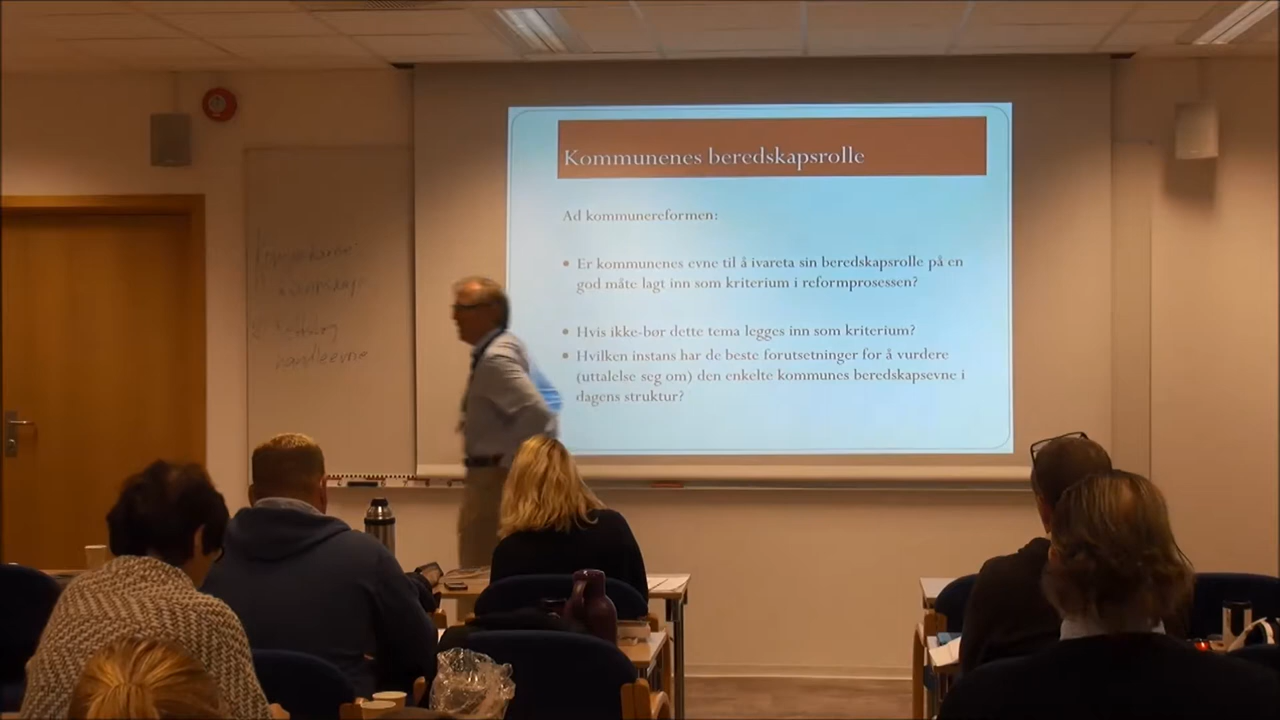 Kommunenes beredskapsrolle
Ad kommunereformen:
• Er kommunenes evne til å ivareta sin beredskapsrolle på en
god måte lagt inn som kriterium i reformprosessen?
• Hvis ikke-bør dette tema legges inn som kriterium?
• Hvilken instans har de beste forutsetninger for å vurdere
(uttalelse seg om) den enkelte kommunes beredskapsevne i
dagens struktur?
handleevne